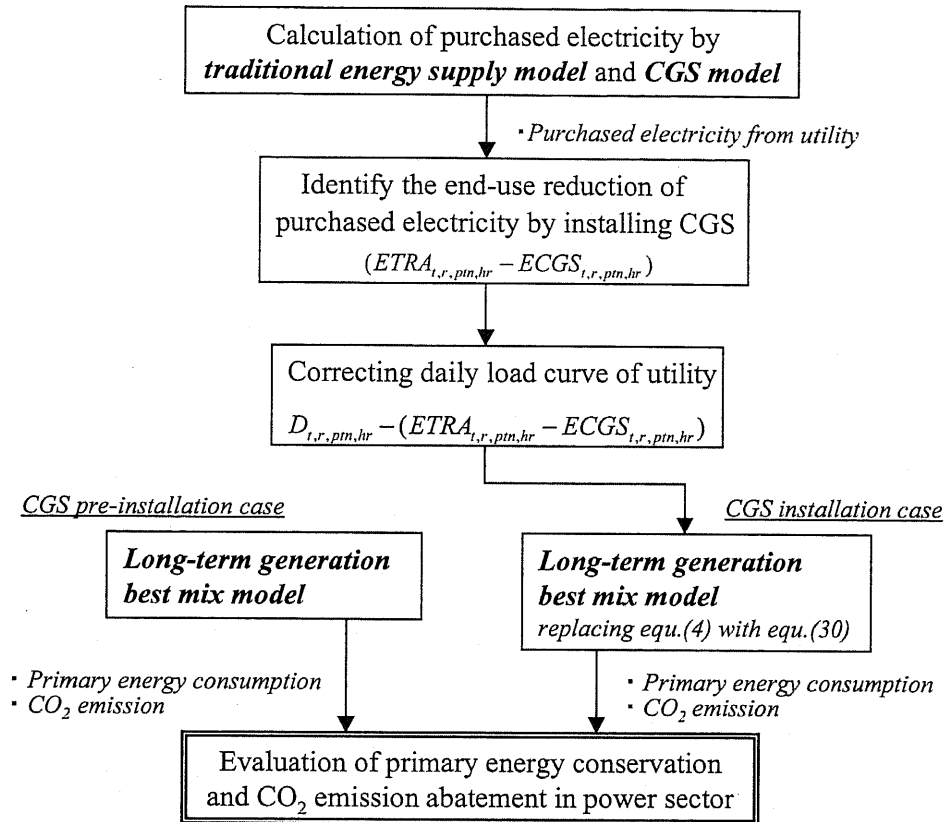 Calculation of purchased electricity by
traditional energy supply model and CGS model
・Purchased electricity from utility
Identify the end-use reduction of
purchased electricity by installing CGS
(ETRA_{t,r,ptn,hr} − ECGS_{t,r,ptn,hr})
Correcting daily load curve of utility
D_{t,r,ptn,hr} − (ETRA_{t,r,ptn,hr} − ECGS_{t,r,ptn,hr})
CGS pre-installation case
CGS installation case
Long-term generation
best mix model
Long-term generation
best mix model
replacing equ.(4) with equ.(30)
・Primary energy consumption
・CO₂ emission
・Primary energy consumption
・CO₂ emission
Evaluation of primary energy conservation
and CO₂ emission abatement in power sector